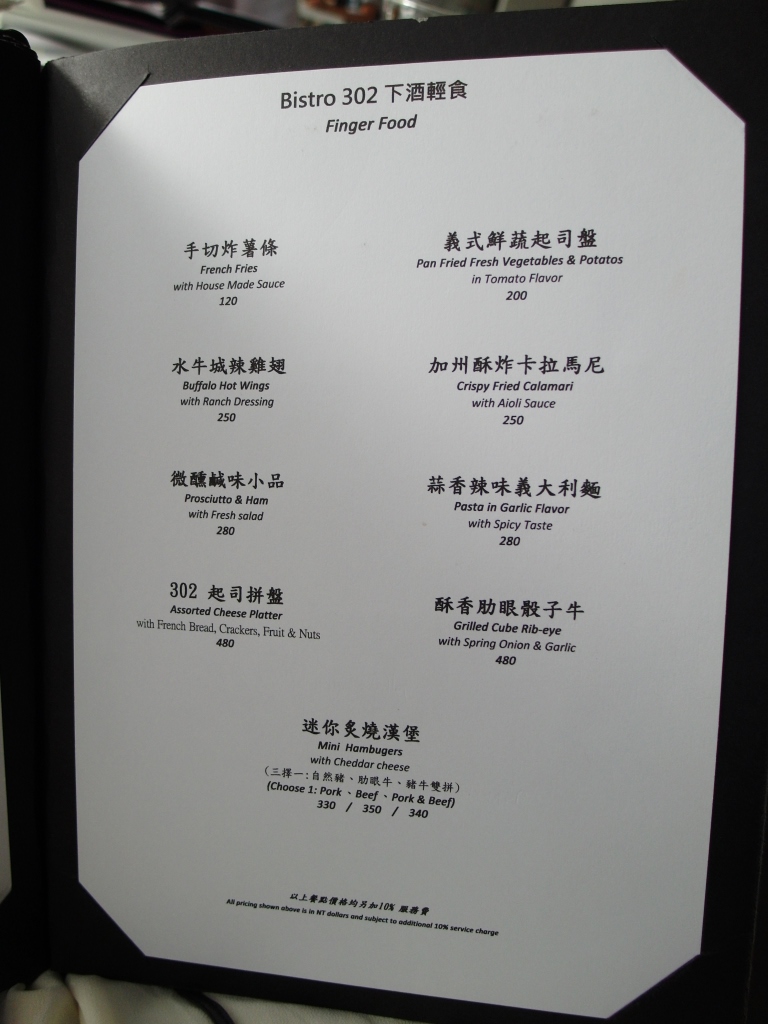 Bistro 302 下酒輕食
Finger Food
手切炸薯條
French Fries
with House Made Sauce
120
義式鮮蔬起司盤
Pan Fried Fresh Vegetables & Potatos
in Tomato Flavor
200
水牛城辣雞翅
Buffalo Hot Wings
with Ranch Dressing
250
加州酥炸卡拉馬尼
Crispy Fried Calamari
with Aioli Sauce
250
微醺鹹味小品
Prosciutto & Ham
with Fresh salad
280
蒜香辣味義大利麵
Pasta in Garlic Flavor
with Spicy Taste
280
302 起司拼盤
Assorted Cheese Platter
with French Bread, Crackers, Fruit & Nuts
480
酥香肋眼骰子牛
Grilled Cube Rib-eye
with Spring Onion & Garlic
480
迷你炙燒漢堡
Mini Hambugers
with Cheddar cheese
(三擇一:自然豬、肋眼牛、豬牛雙拼)
(Choose 1: Pork 、Beef 、Pork & Beef)
330 / 350 / 340
以上餐點價格均另加10% 服務費
All pricing shown above is in NT dollars and subject to additional 10% service charge